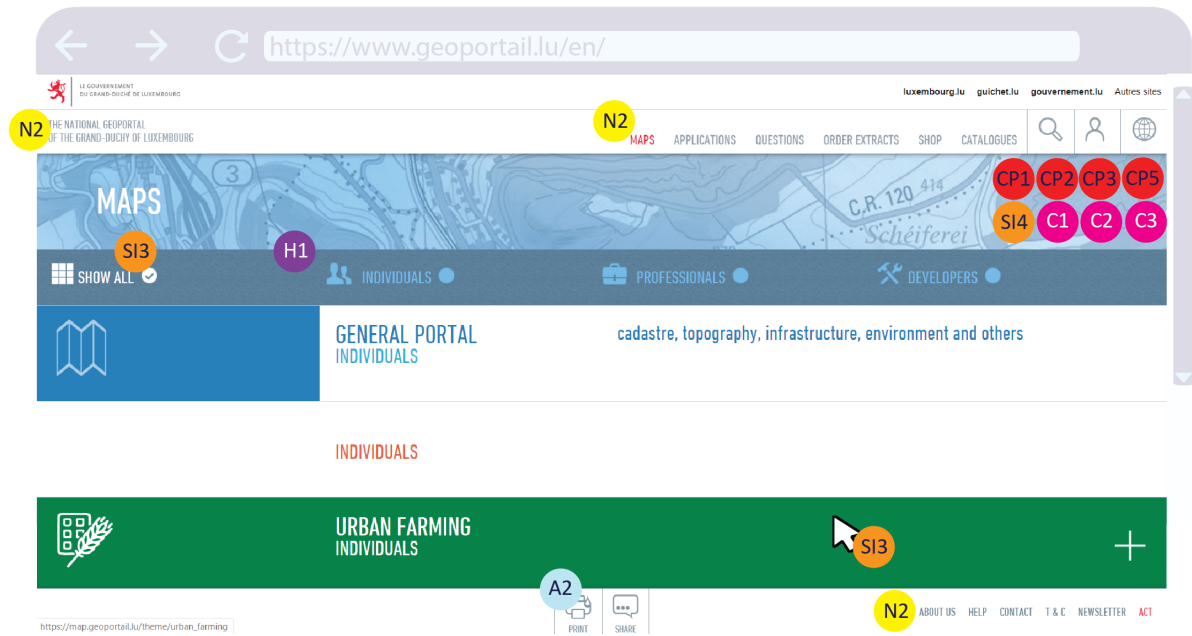 https://www.geoportail.lu/en/
LE GOUVERNEMENT
DU GRAND-DUCHÉ DE LUXEMBOURG
luxembourg.lu guichet.lu gouvernement.lu Autres sites
N2
THE NATIONAL GEOPORTAL
OF THE GRAND-DUCHY OF LUXEMBOURG
N2
MAPS APPLICATIONS QUESTIONS ORDER EXTRACTS SHOP CATALOGUES
3
MAPS
C.R. 120 414
Schéiferei
CP1 CP2 CP3 CP5
SI4 C1 C2 C3
SI3 H1
SHOW ALL INDIVIDUALS PROFESSIONALS DEVELOPERS
GENERAL PORTAL cadastre, topography, infrastructure, environment and others
INDIVIDUALS
INDIVIDUALS
URBAN FARMING
INDIVIDUALS
SI3
A2
PRINT SHARE
N2 ABOUT US HELP CONTACT T & C NEWSLETTER ACT
https://map.geoportail.lu/theme/urban_farming